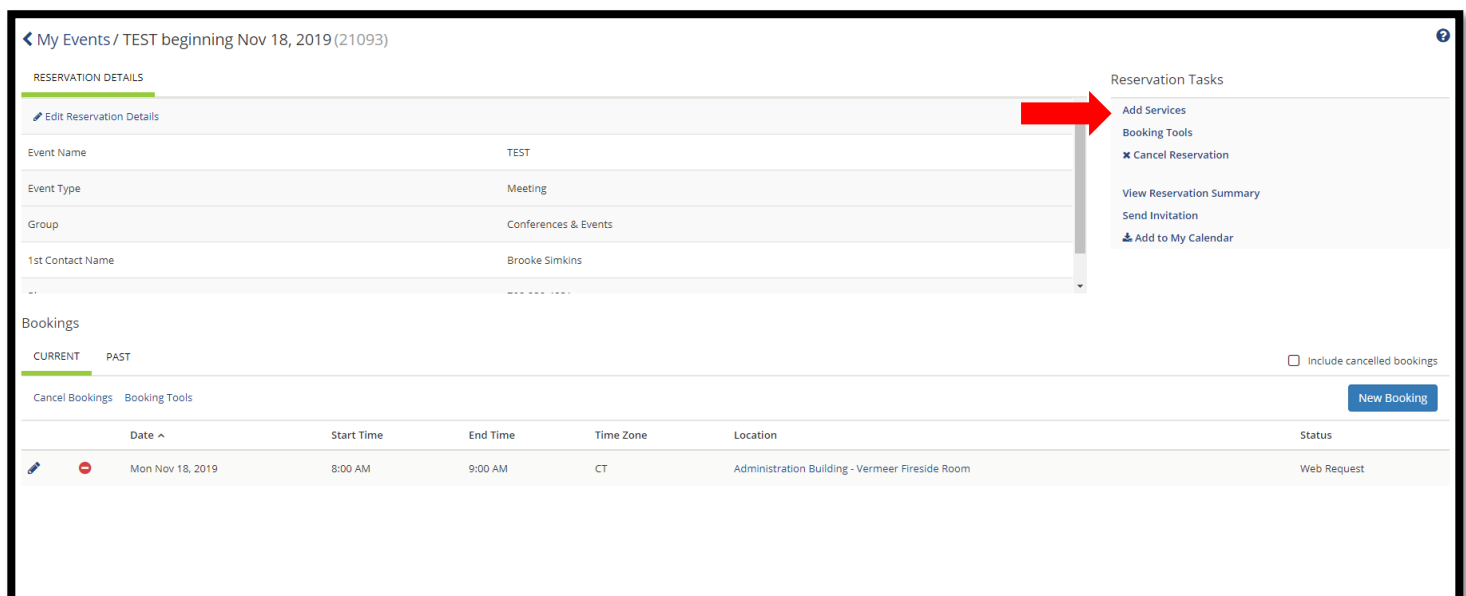 My Events / TEST beginning Nov 18, 2019 (21093)
RESERVATION DETAILS
Edit Reservation Details
Event Name TEST
Event Type Meeting
Group Conferences & Events
1st Contact Name Brooke Simkins
Reservation Tasks
Add Services
Booking Tools
Cancel Reservation
View Reservation Summary
Send Invitation
Add to My Calendar
Bookings
CURRENT PAST
Include cancelled bookings
Cancel Bookings Booking Tools
New Booking
Date Start Time End Time Time Zone Location Status
Mon Nov 18, 2019 8:00 AM 9:00 AM CT Administration Building - Vermeer Fireside Room Web Request